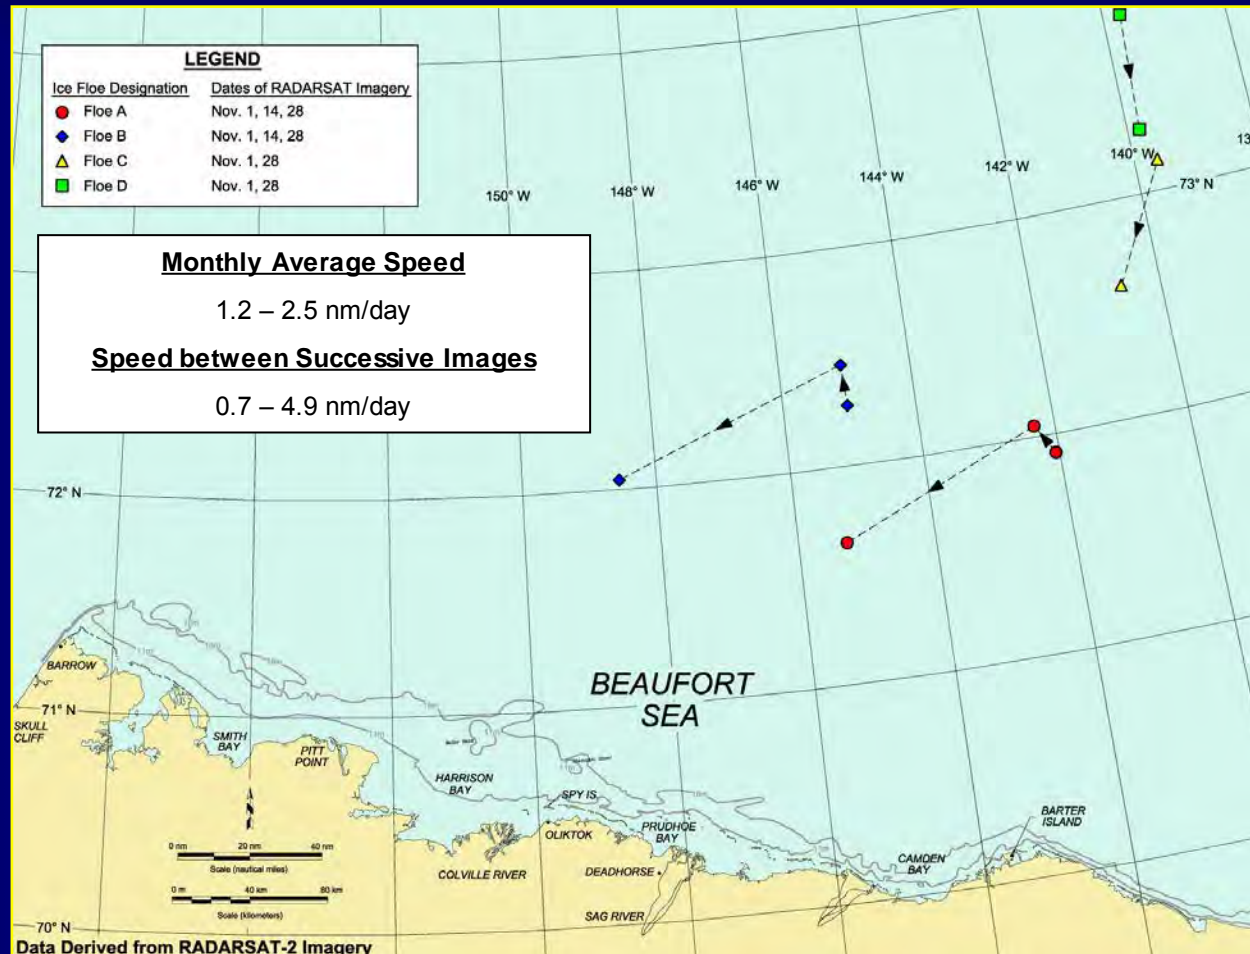 LEGEND
Ice Floe Designation Dates of RADARSAT Imagery
Floe A Nov. 1, 14, 28
Floe B Nov. 1, 14, 28
Floe C Nov. 1, 28
Floe D Nov. 1, 28
150° W
148° W
146° W
144° W
142° W
140° W
13
73° N
Monthly Average Speed
1.2 – 2.5 nm/day
Speed between Successive Images
0.7 – 4.9 nm/day
72° N
BEAUFORT
SEA
BARROW
71° N
SKULL
CLIFF
SMITH
BAY
PITT
POINT
HARRISON
BAY
SPY IS.
OLIKTOK
PRUDHOE
BAY
BARTER
ISLAND
CAMDEN
BAY
COLVILLE RIVER
DEADHORSE
SAG RIVER
0 nm 20 nm 40 nm
Scale (nautical miles)
0 m 40 km 80 km
Scale (kilometers)
70° N
Data Derived from RADARSAT-2 Imagery